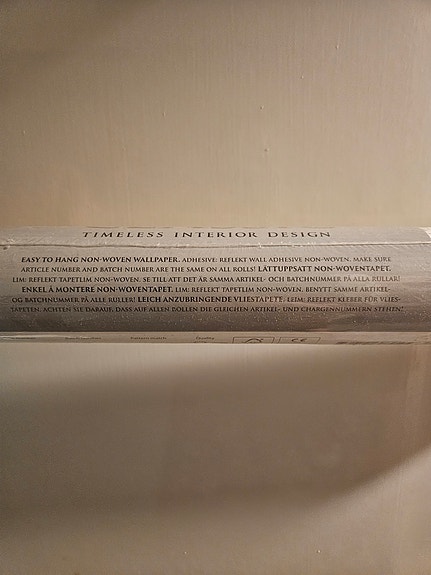 TIMELESS INTERIOR DESIGN
EASY TO HANG NON-WOVEN WALLPAPER. ADHESIVE: REFLEKT WALL ADHESIVE NON-WOVEN. MAKE SURE
ARTICLE NUMBER AND BATCH NUMBER ARE THE SAME ON ALL ROLLS! LÄTTUPPSATT NON-WOVENTAPET.
LIM: REFLEKT TAPETLIM NON-WOVEN. SE TILL ATT DET ÄR SAMMA ARTIKEL- OCH BATCHNUMMER PÅ ALLA RULLAR!
ENKEL Å MONTERE NON-WOVENTAPET. LIM: REFLEKT TAPETLIM NON-WOVEN. BENYTT SAMME ARTIKEL-
OG BATCHNUMMER PÅ ALLE RULLER! LEICH ANZUBRINGENDE VLIESTAPETE. LEIM: REFLEKT KLEBER FÜR VLIES-
TAPETEN. ACHTEN SIE DARAUF, DASS AUF ALLEN ROLLEN DIE GLEICHEN ARTIKEL- UND CHARGENNUMMERN STEHEN!